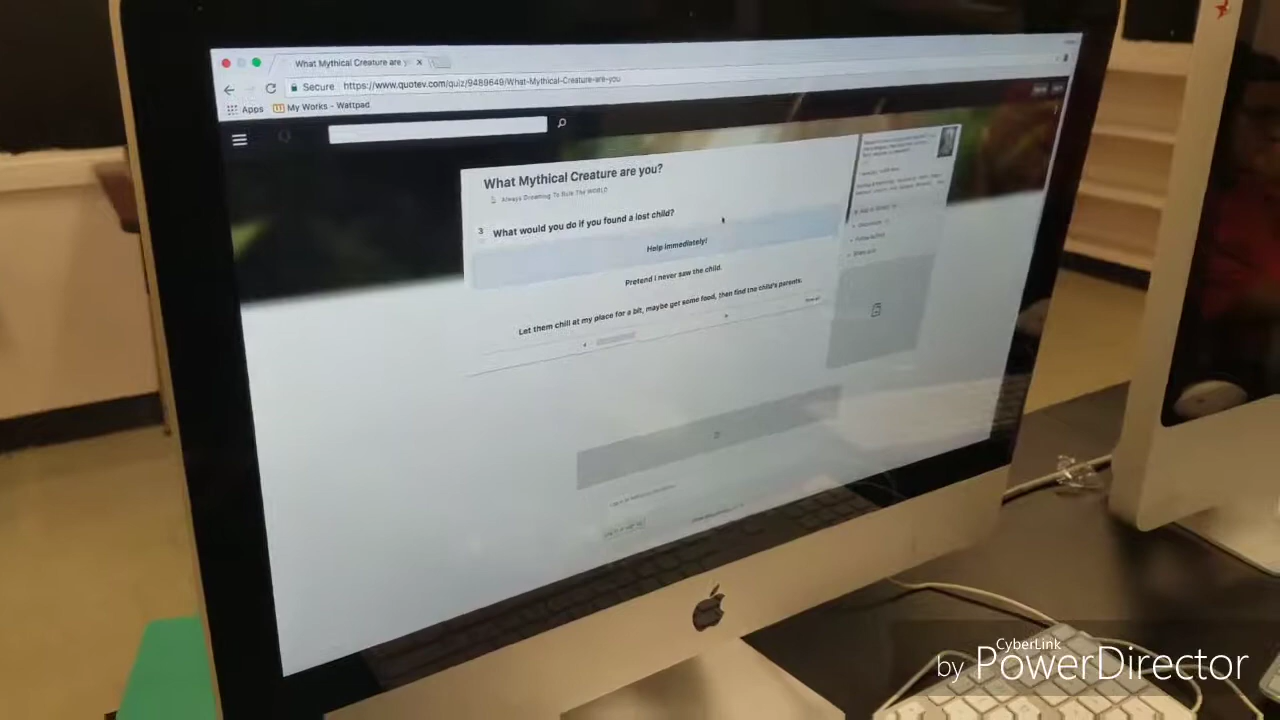 What Mythical Creature are y
Secure https://www.quotev.com/quiz/9489649/What-Mythical-Creature-are-you
Apps My Works - Wattpad
What Mythical Creature are you?
Always Dreaming To Rule The WORLD
3 What would you do if you found a lost child?
Help immediately!
Pretend I never saw the child.
Let them chill at my place for a bit, maybe get some food, then find the child's parents.
CyberLink
by PowerDirector